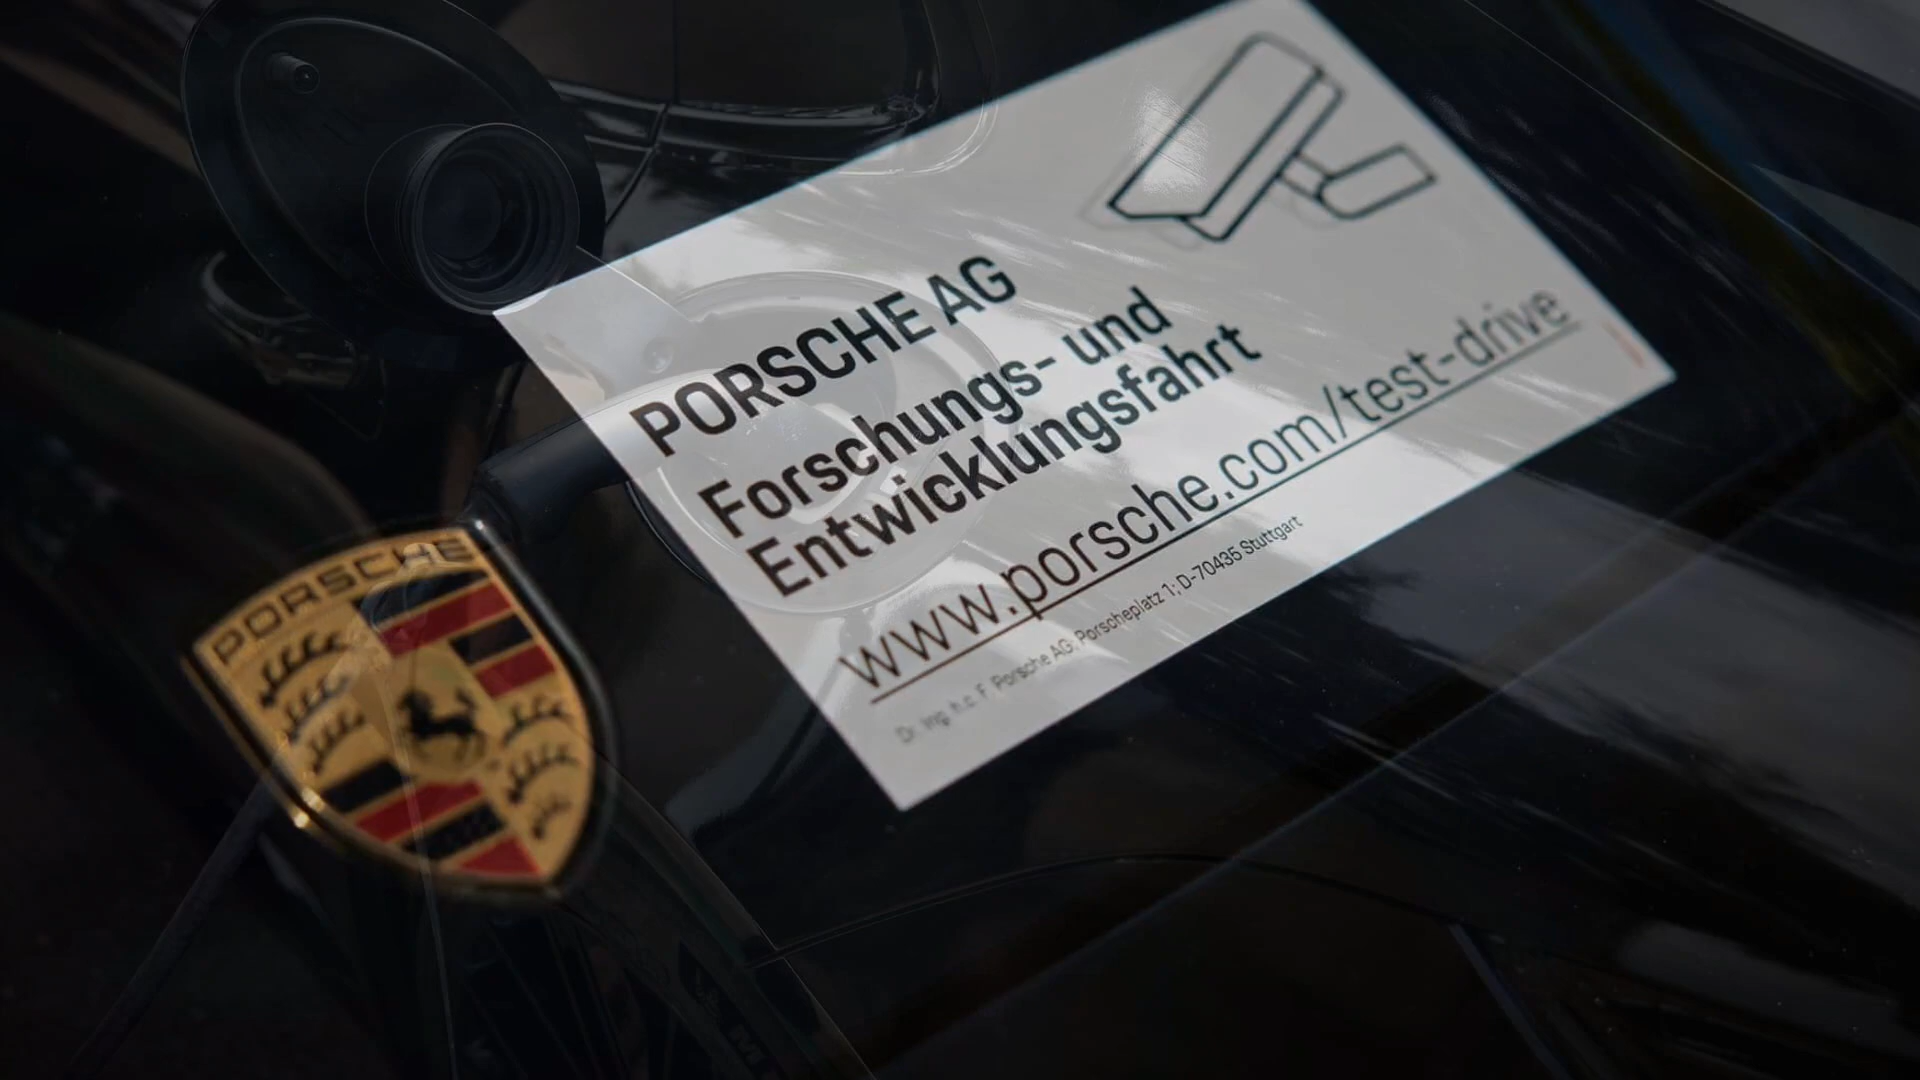 PORSCHE AG
Forschungs- und
Entwicklungsfahrt
www.porsche.com/test-drive
Dr. Ing. h.c. F. Porsche AG; Porscheplatz 1; D-70435 Stuttgart
PORSCHE